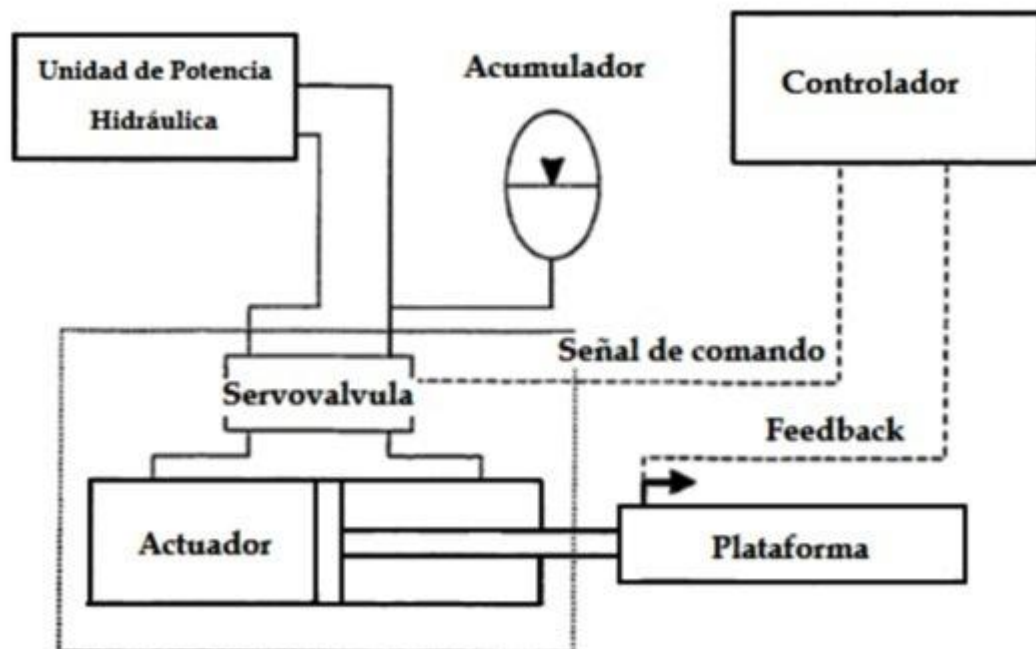 Unidad de Potencia
Hidráulica
Acumulador
Controlador
Señal de comando
Servovalvula
Feedback
Actuador
Plataforma